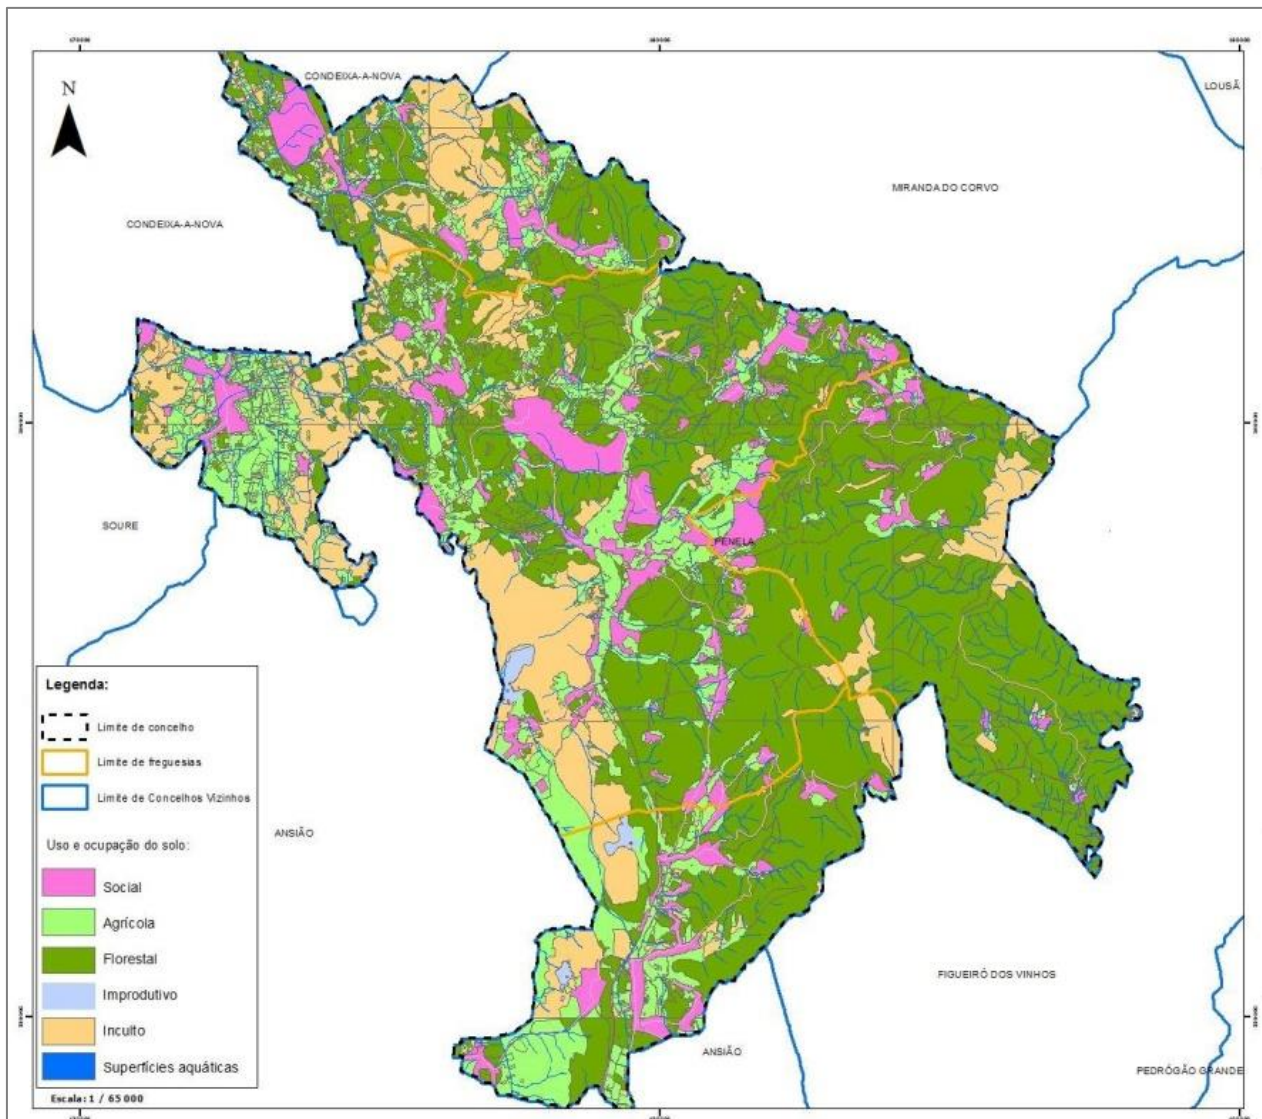 CONDEIXA-A-NOVA
LOUSÃ
N
MIRANDA DO CORVO
CONDEIXA-A-NOVA
SOURE
PENELA
Legenda:
Limite de concelho
Limite de freguesias
Limite de Concelhos Vizinhos
ANSIÃO
Uso e ocupação do solo:
Social
Agrícola
Florestal
FIGUEIRÓ DOS VINHOS
Improdutivo
Inculto
ANSIÃO
Superfícies aquáticas
PEDRÓGÃO GRANDE
Escala: 1 / 65 000